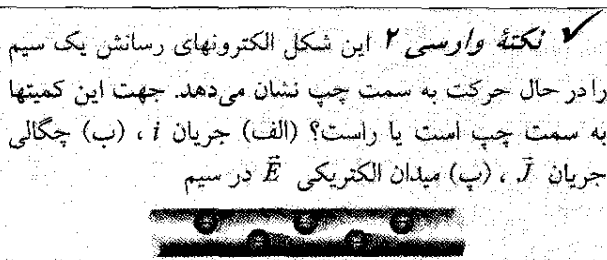 ✓ نکتهٔ وارسی ۲ این شکل الکترونهای رسانش یک سیم
را در حال حرکت به سمت چپ نشان می‌دهد. جهت این کمیتها
به سمت چپ است یا راست؟ (الف) جریان i ، (ب) چگالی
جریان J⃗ ، (پ) میدان الکتریکی E⃗ در سیم